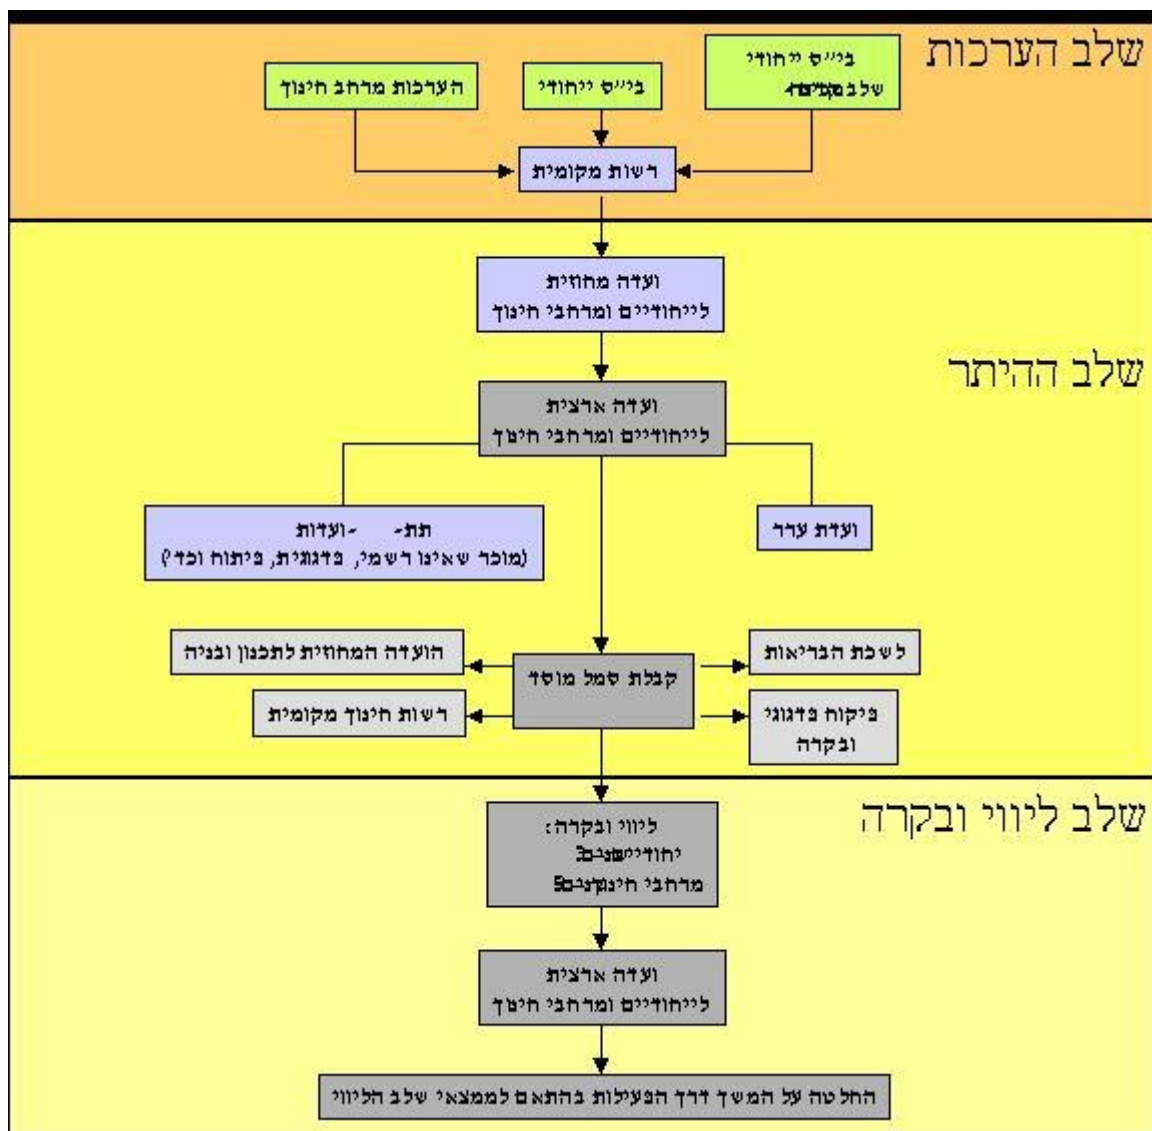 שלב הערכות
בי"ס ייחודי
שלב
בי"ס ייחודי
הערכות מרחב חינוך
רשות מקומית
ועדה מחוזית
לייחודיים ומרחבי חינוך
שלב ההיתר
ועדה ארצית
לייחודיים ומרחבי חינוך
ועדת ערר
תת- -ועדות
(מוכר שאינו רשמי, פדגוגית, פיתוח וכד')
לשכת הבריאות
הועדה המחוזית לתכנון ובניה
קבלת סמל מוסד
פיקוח פדגוגי
ובקרה
רשות חינוך מקומית
שלב ליווי ובקרה
ליווי ובקרה:
מרחבי
ועדה ארצית
לייחודיים ומרחבי חינוך
החלטה על המשך דרך הפעילות בהתאם לממצאי שלב הליווי